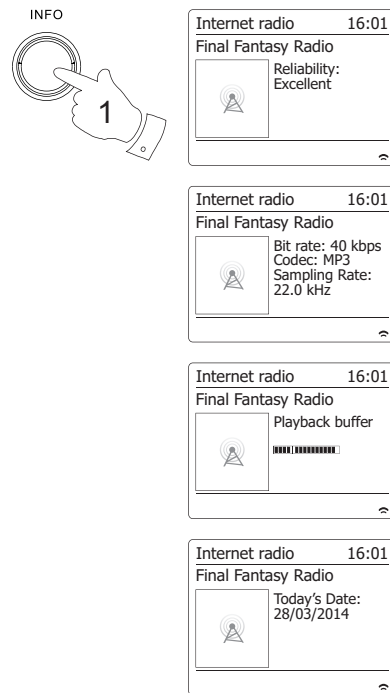 INFO
1
Internet radio 16:01
Final Fantasy Radio
Reliability:
Excellent
Internet radio 16:01
Final Fantasy Radio
Bit rate: 40 kbps
Codec: MP3
Sampling Rate:
22.0 kHz
Internet radio 16:01
Final Fantasy Radio
Playback buffer
Internet radio 16:01
Final Fantasy Radio
Today's Date:
28/03/2014